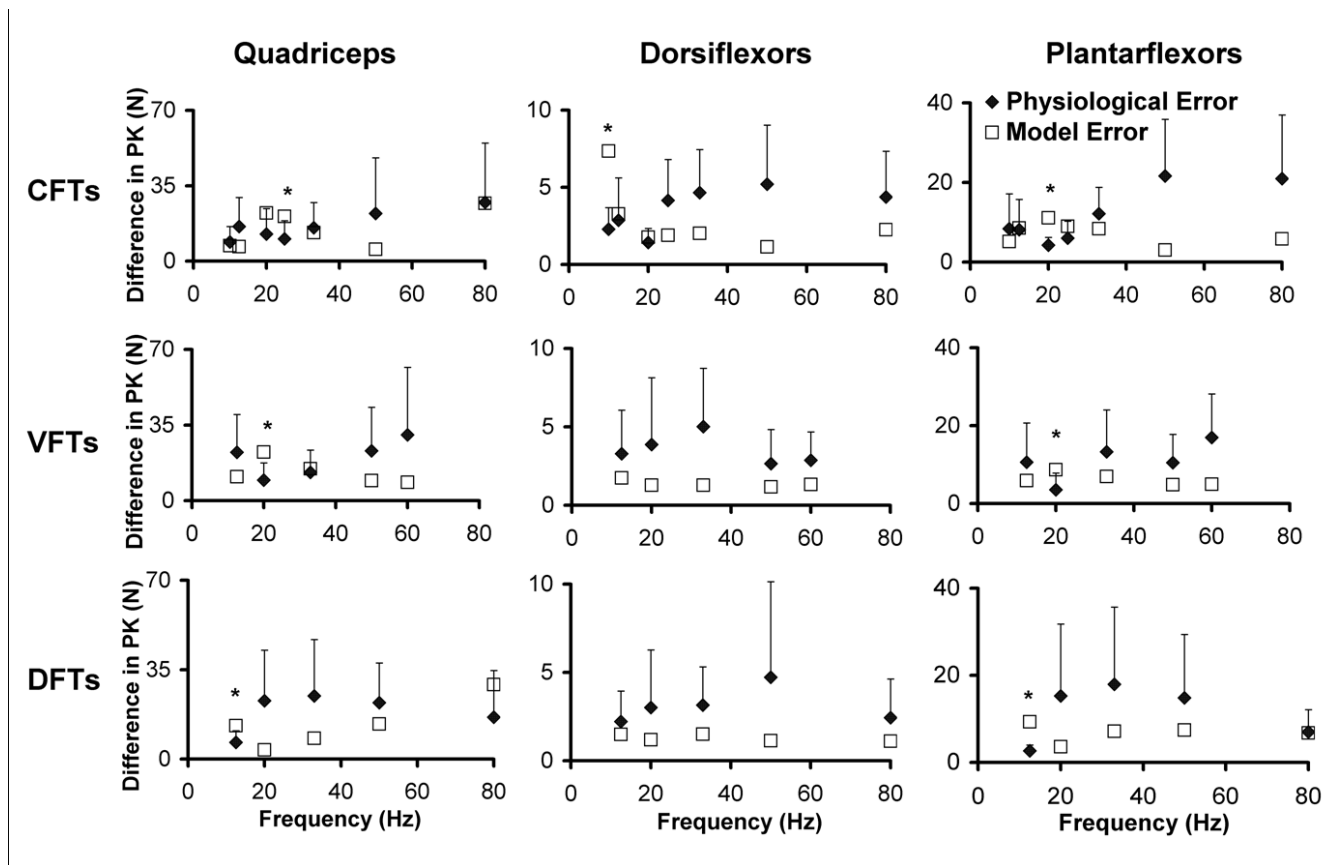 Quadriceps
Dorsiflexors
Plantarflexors
CFTs
Difference in PK (N)
70
35
0
*
0 20 40 60 80
10
5
0
*
0 20 40 60 80
40
20
0
*
Physiological Error
Model Error
0 20 40 60 80
VFTs
Difference in PK (N)
70
35
0
*
0 20 40 60 80
10
5
0
0 20 40 60 80
40
20
0
*
0 20 40 60 80
DFTs
Difference in PK (N)
70
35
0
*
0 20 40 60 80
Frequency (Hz)
10
5
0
0 20 40 60 80
Frequency (Hz)
40
20
0
*
0 20 40 60 80
Frequency (Hz)